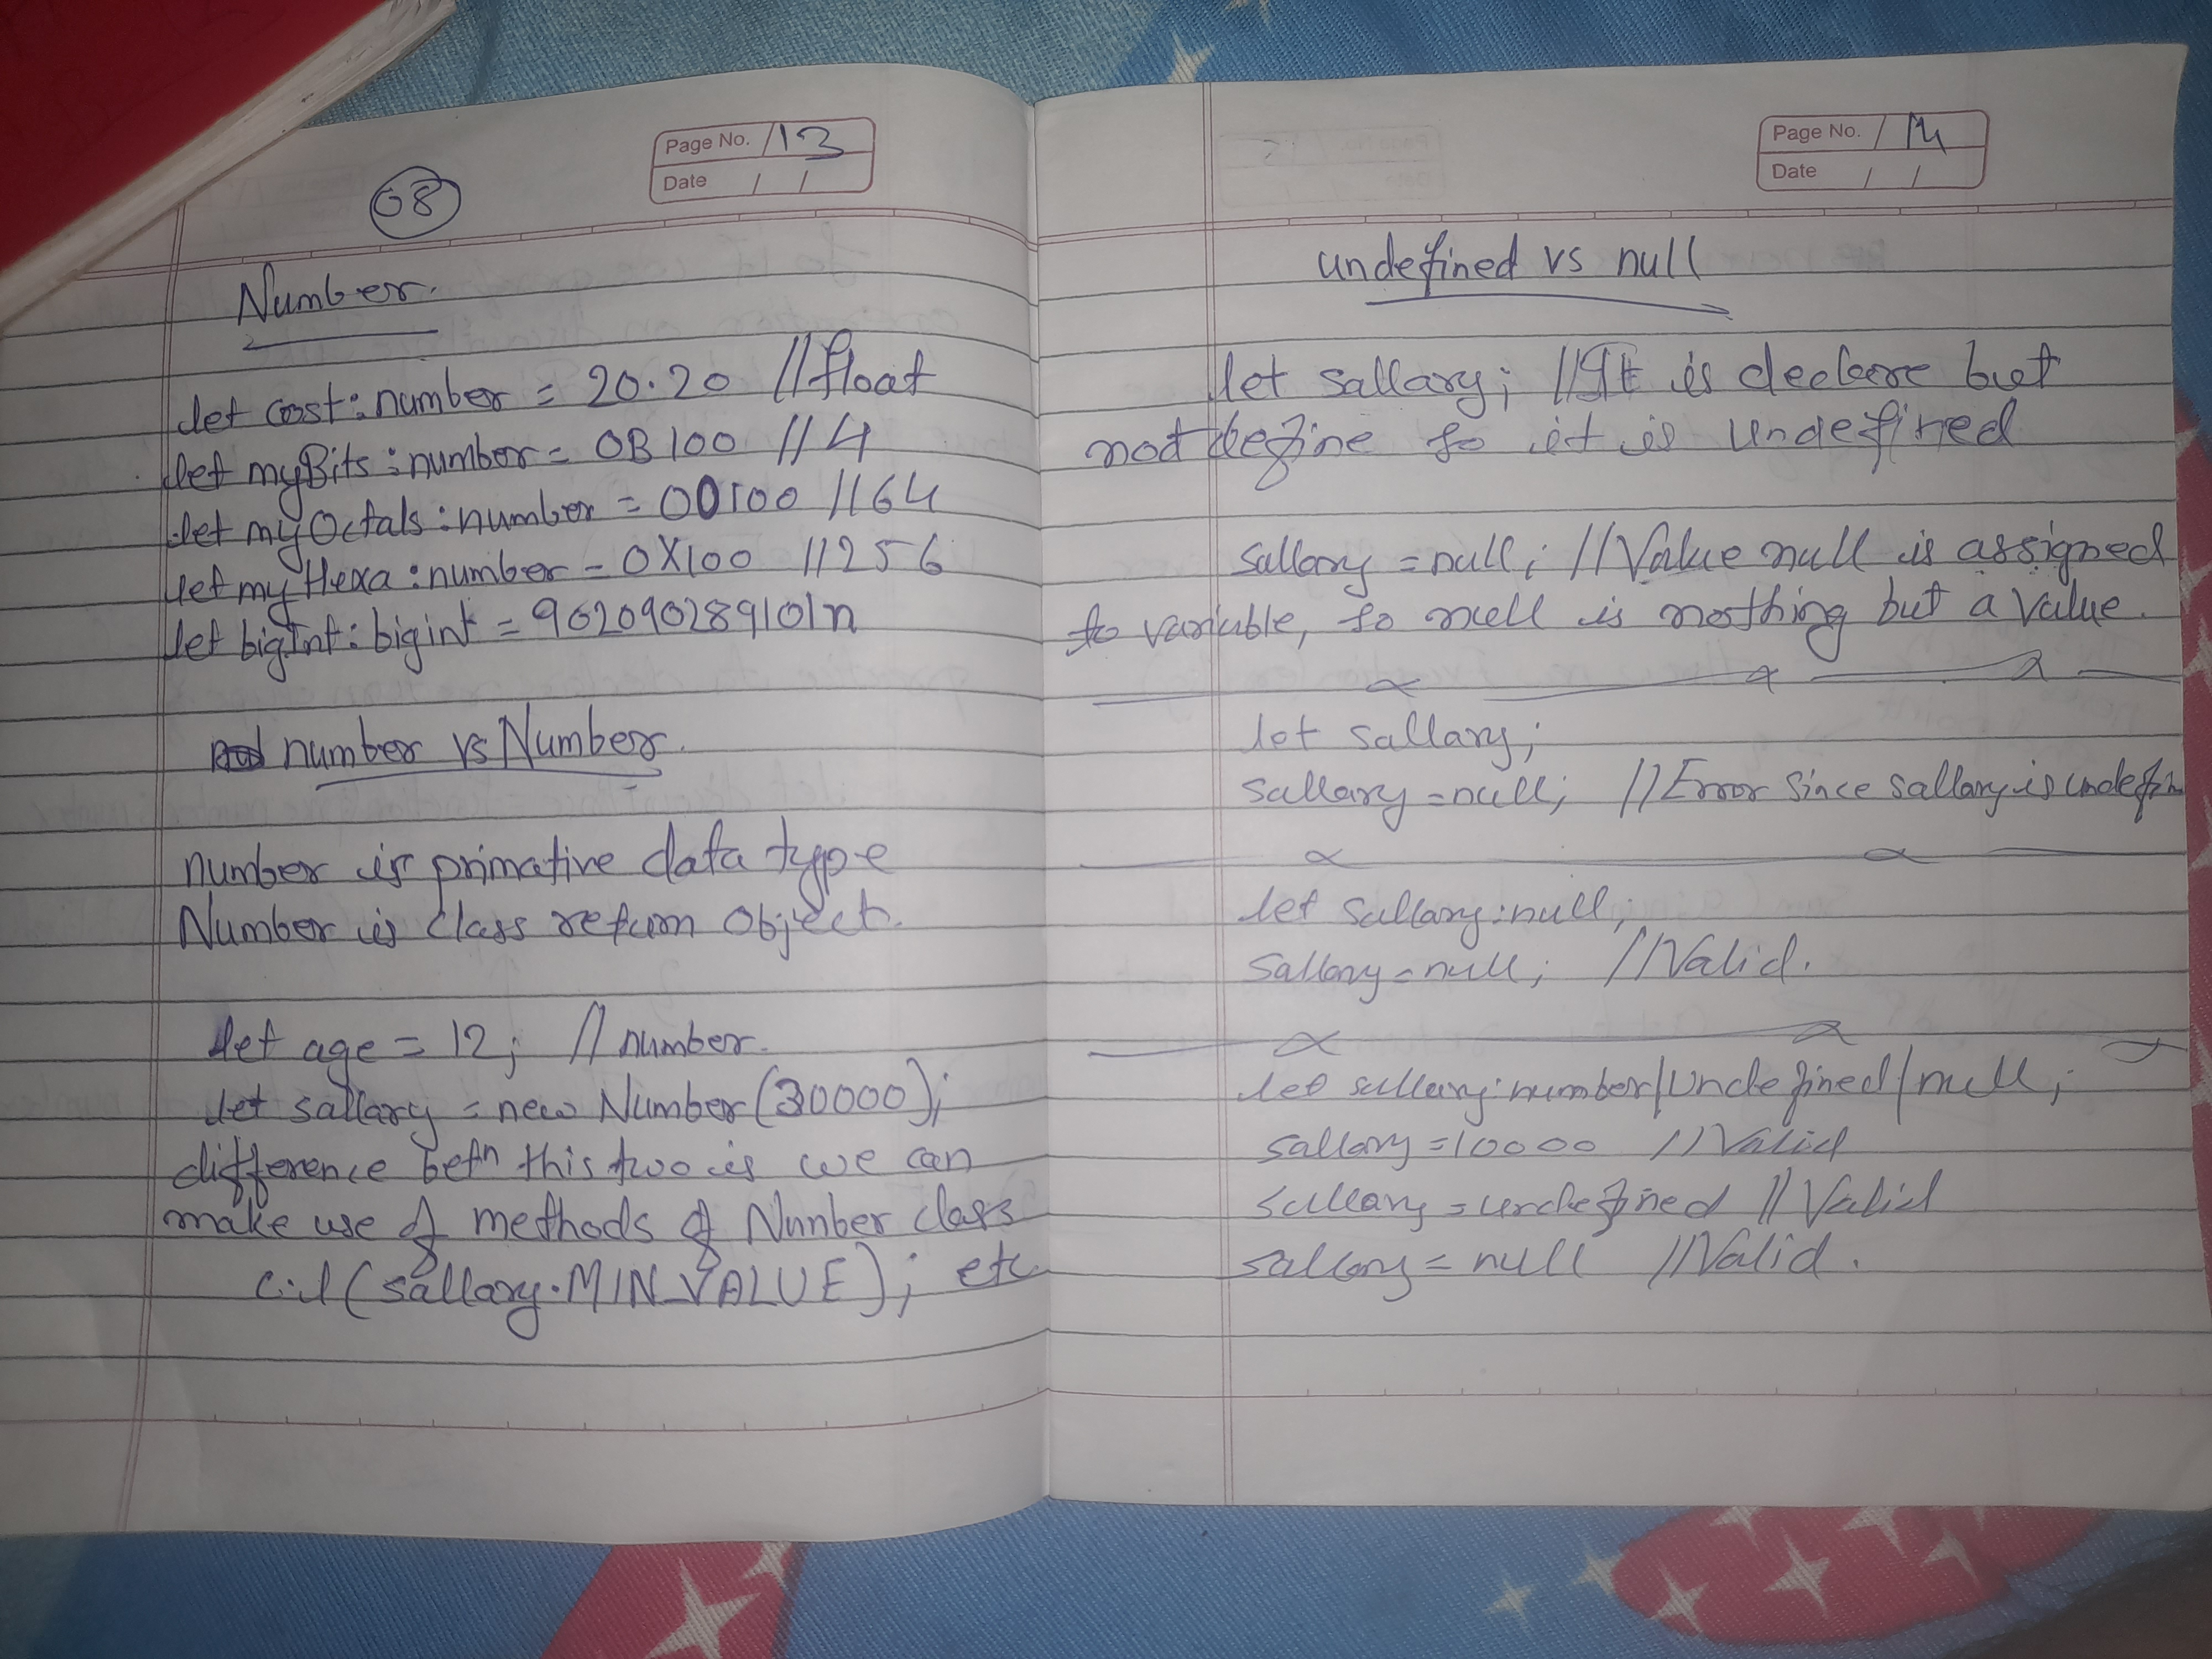 Page No. / 13
Date / /
08
Number.
let cost : number = 20.20 // float
let myBits : number = 0B100 // 4
let myOctals : number = 0O100 // 64
let myHexa : number = 0X100 // 256
let bigInt : bigint = 962090289101n
number vs Number.
number is primative data type
Number is class return Object.
let age = 12; // number.
let sallary = new Number(30000);
difference betn this two is we can
make use of methods of Number class
c.l(sallary.MIN_VALUE); etc
Page No. / 14
Date / /
undefined vs null
let sallary; // It is declare but
not define so it is undefined
sallary = null; // Value null is assigned
to variable, so null is nothing but a value.
let sallary;
sallary = null; // Error since sallary is undefin
let sallary : null;
sallary = null; // Valid.
let sallary : number | undefined | null;
sallary = 10000 // Valid
sallary = undefined // Valid
sallary = null // Valid.